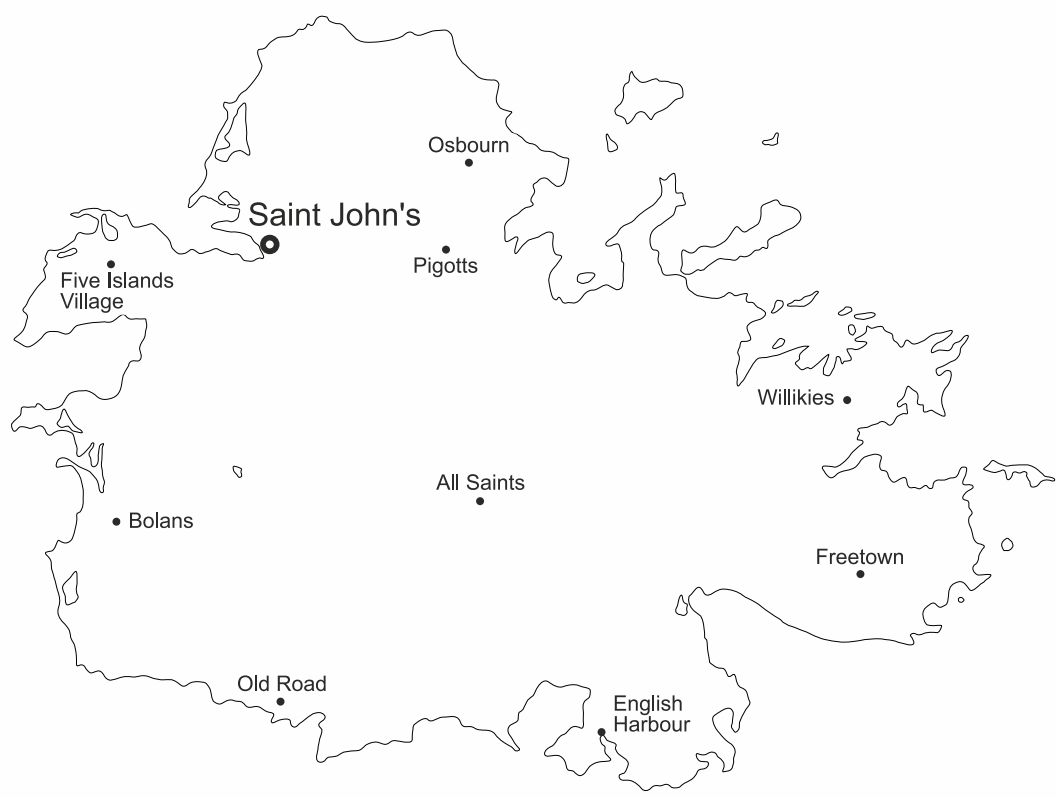 Osbourn
Saint John's
Pigotts
Five Islands
Village
Willikies
All Saints
Bolans
Freetown
Old Road
English
Harbour